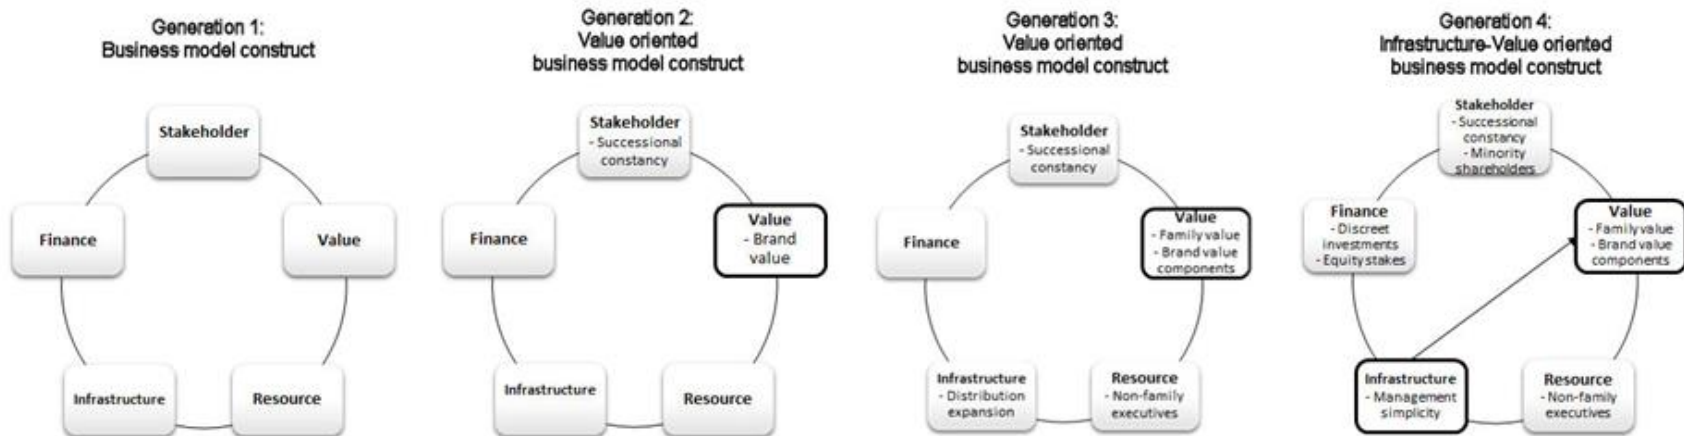 Generation 1:
Business model construct
Stakeholder
Finance
Value
Infrastructure
Resource
Generation 2:
Value oriented
business model construct
Stakeholder
- Successional
constancy
Finance
Value
- Brand
value
Infrastructure
Resource
Generation 3:
Value oriented
business model construct
Stakeholder
- Successional
constancy
Finance
Value
- Family value
- Brand value
components
Infrastructure
- Distribution
expansion
Resource
- Non-family
executives
Generation 4:
Infrastructure-Value oriented
business model construct
Stakeholder
- Successional
constancy
- Minority
shareholders
Finance
- Discreet
investments
- Equity stakes
Value
- Family value
- Brand value
components
Infrastructure
- Management
simplicity
Resource
- Non-family
executives